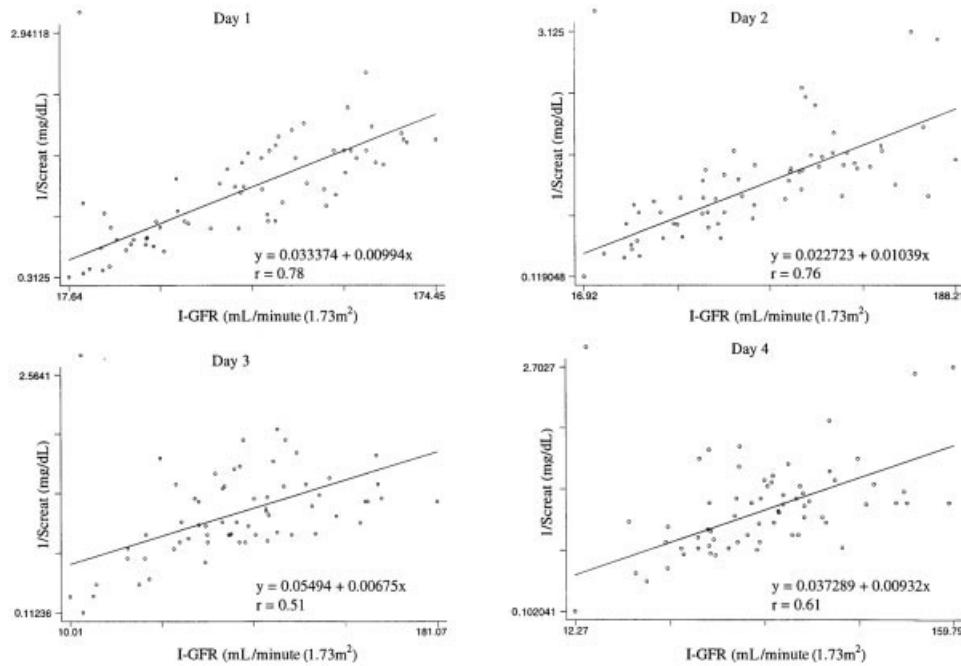 Day 1
2.94118
1/Screat (mg/dL)
y = 0.033374 + 0.00994x
r = 0.78
0.3125
17.64
174.45
I-GFR (mL/minute (1.73m²)
Day 2
3.125
1/Screat (mg/dL)
y = 0.022723 + 0.01039x
r = 0.76
0.119048
16.92
188.21
I-GFR (mL/minute (1.73m²)
Day 3
2.5641
1/Screat (mg/dL)
y = 0.05494 + 0.00675x
r = 0.51
0.11236
10.01
181.07
I-GFR (mL/minute (1.73m²)
Day 4
2.7027
1/Screat (mg/dL)
y = 0.037289 + 0.00932x
r = 0.61
0.102041
12.27
159.79
I-GFR (mL/minute (1.73m²)